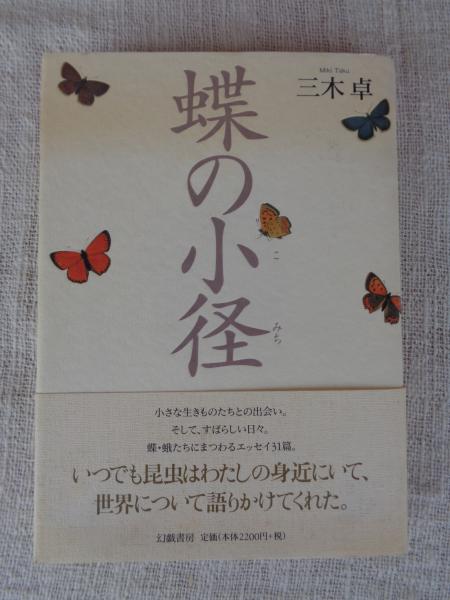 Miki Taku
三木 卓
蝶の小径
こ
みち
小さな生きものたちとの出会い。
そして、すばらしい日々。
蝶・蛾たちにまつわるエッセイ31篇。
いつでも昆虫はわたしの身近にいて、
世界について語りかけてくれた。
幻戯書房 定価(本体2200円+税)